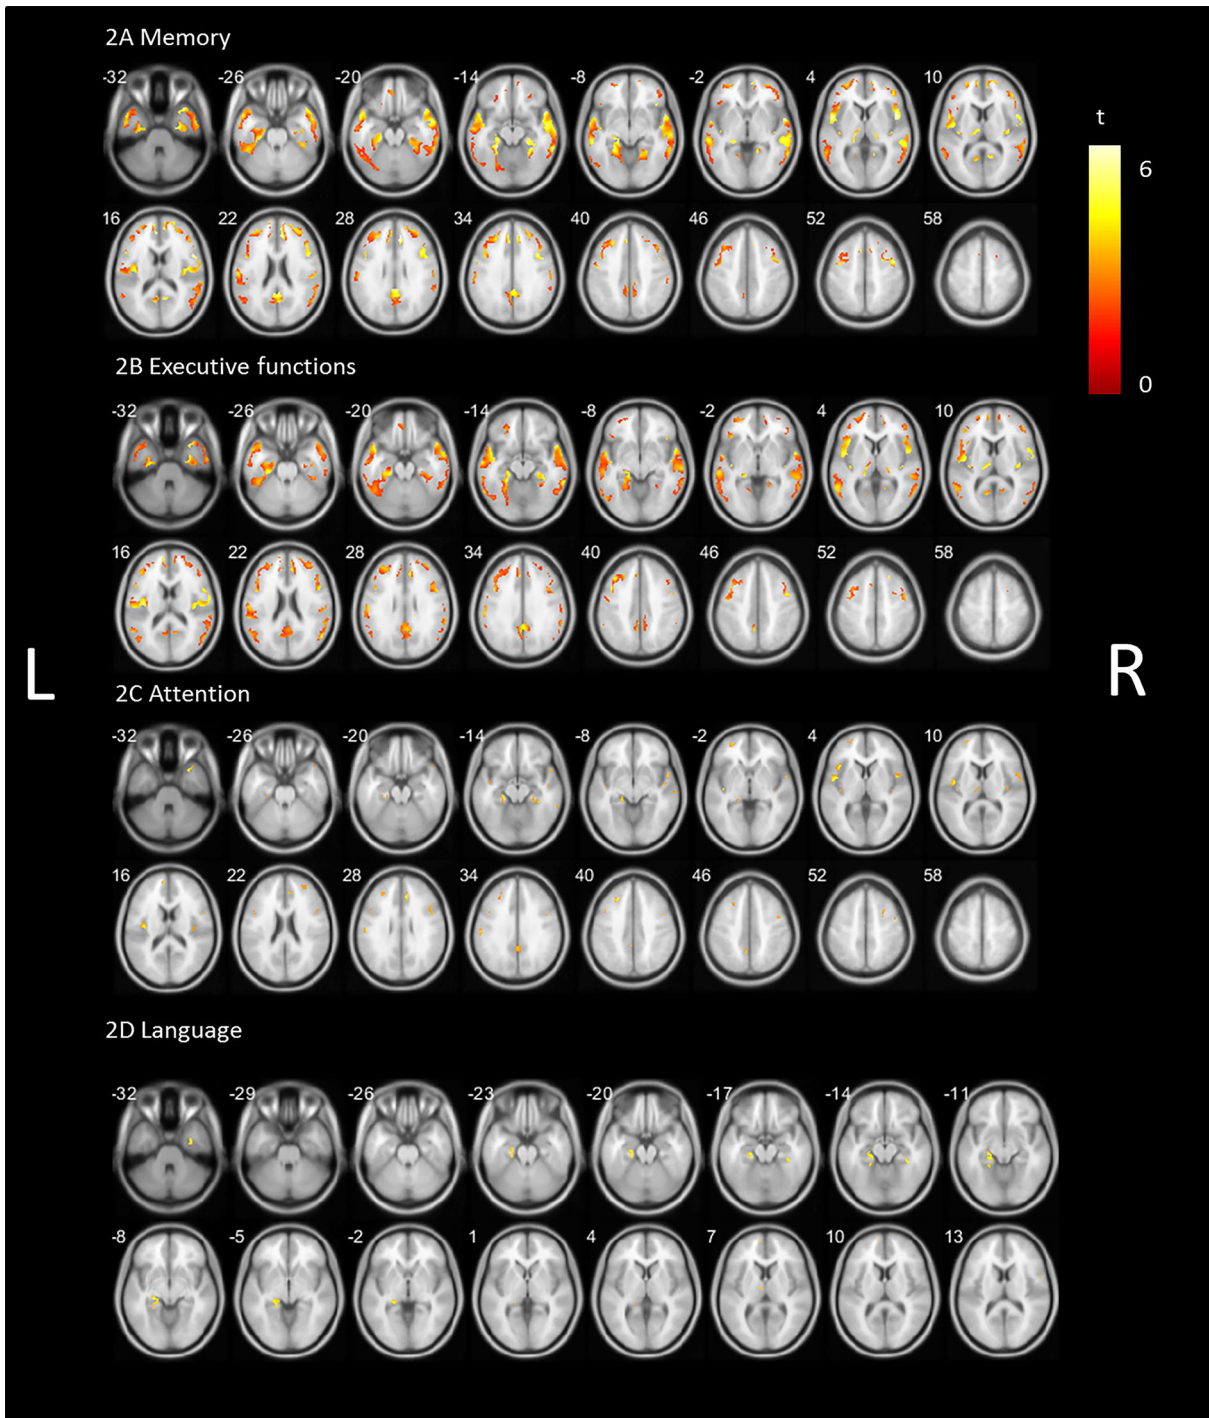 2A Memory
-32 -26 -20 -14 -8 -2 4 10
t
6
16 22 28 34 40 46 52 58
2B Executive functions
0
-32 -26 -20 -14 -8 -2 4 10
16 22 28 34 40 46 52 58
L
R
2C Attention
-32 -26 -20 -14 -8 -2 4 10
16 22 28 34 40 46 52 58
2D Language
-32 -29 -26 -23 -20 -17 -14 -11
-8 -5 -2 1 4 7 10 13